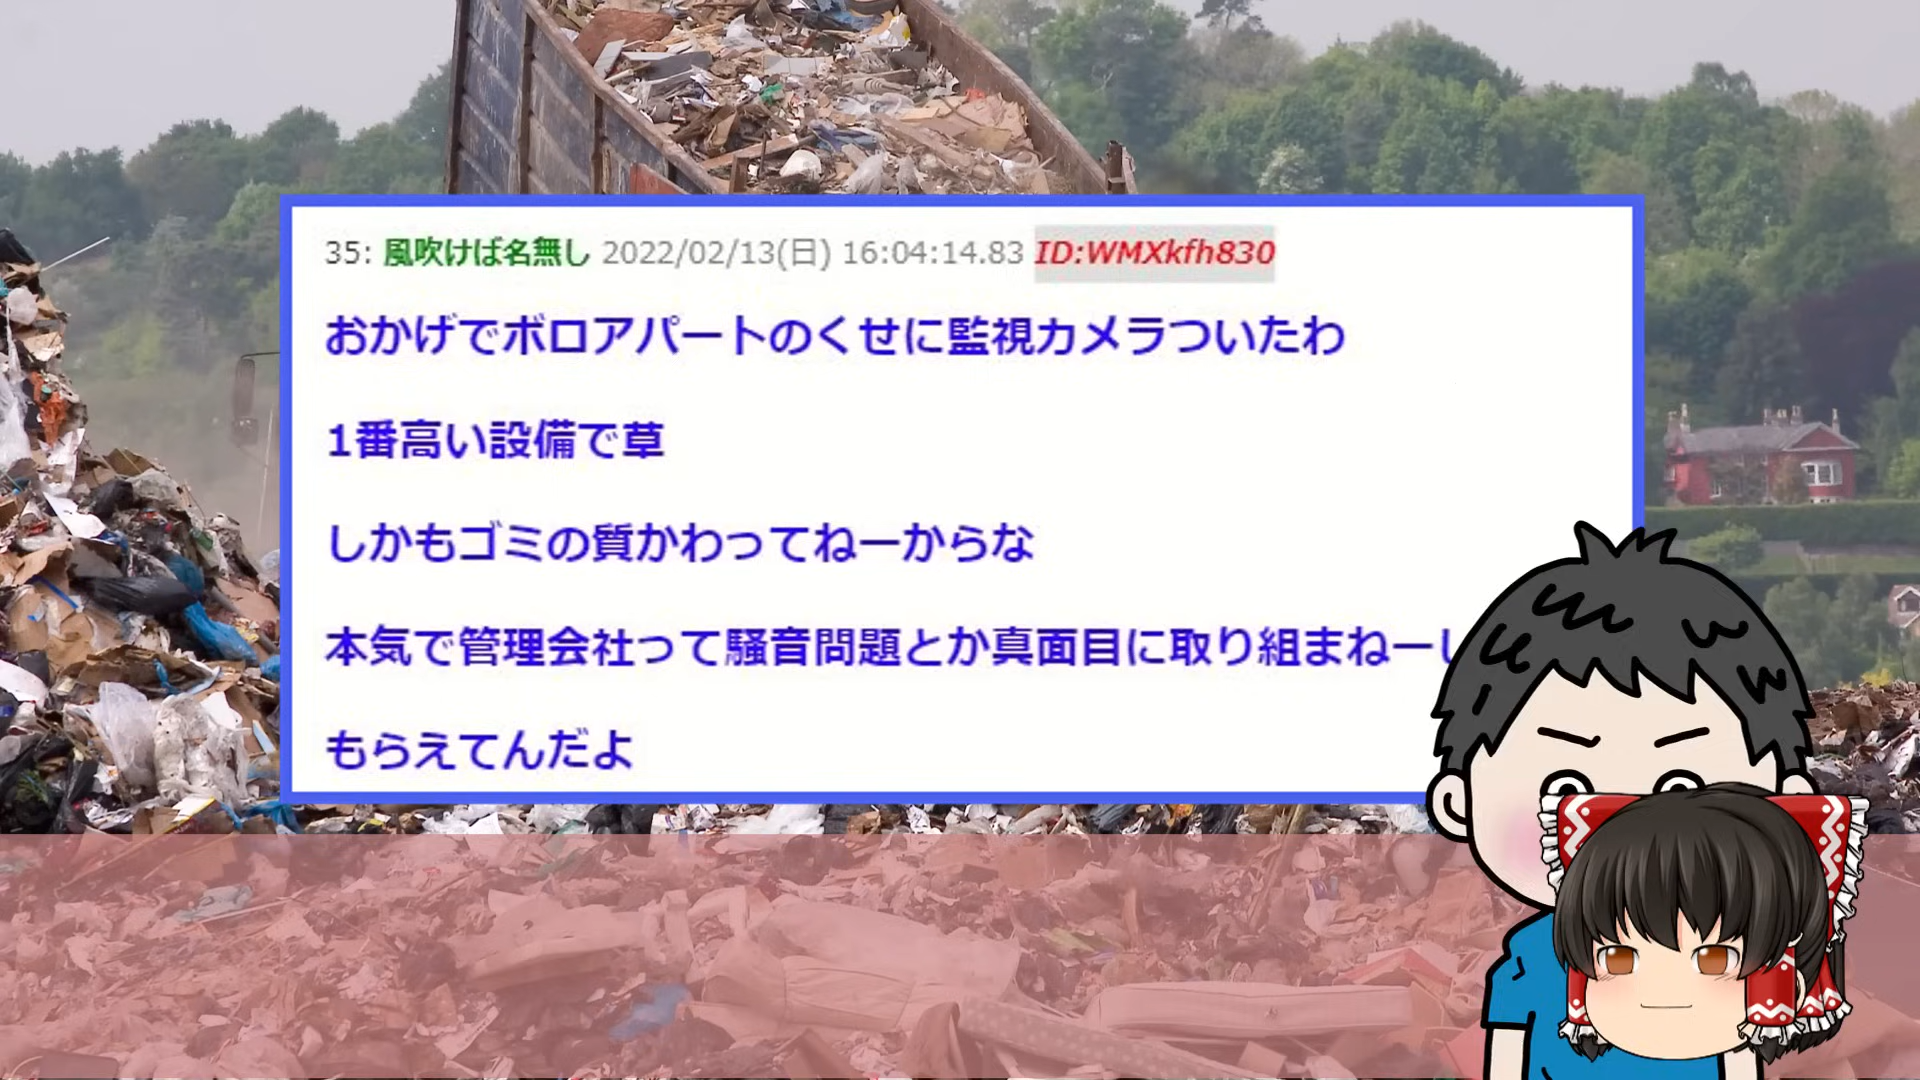 35: 風吹けば名無し 2022/02/13(日) 16:04:14.83 ID:WMXkfh830
おかげでボロアパートのくせに監視カメラついたわ
1番高い設備で草
しかもゴミの質かわってねーからな
本気で管理会社って騒音問題とか真面目に取り組まねーし
もらえてんだよ